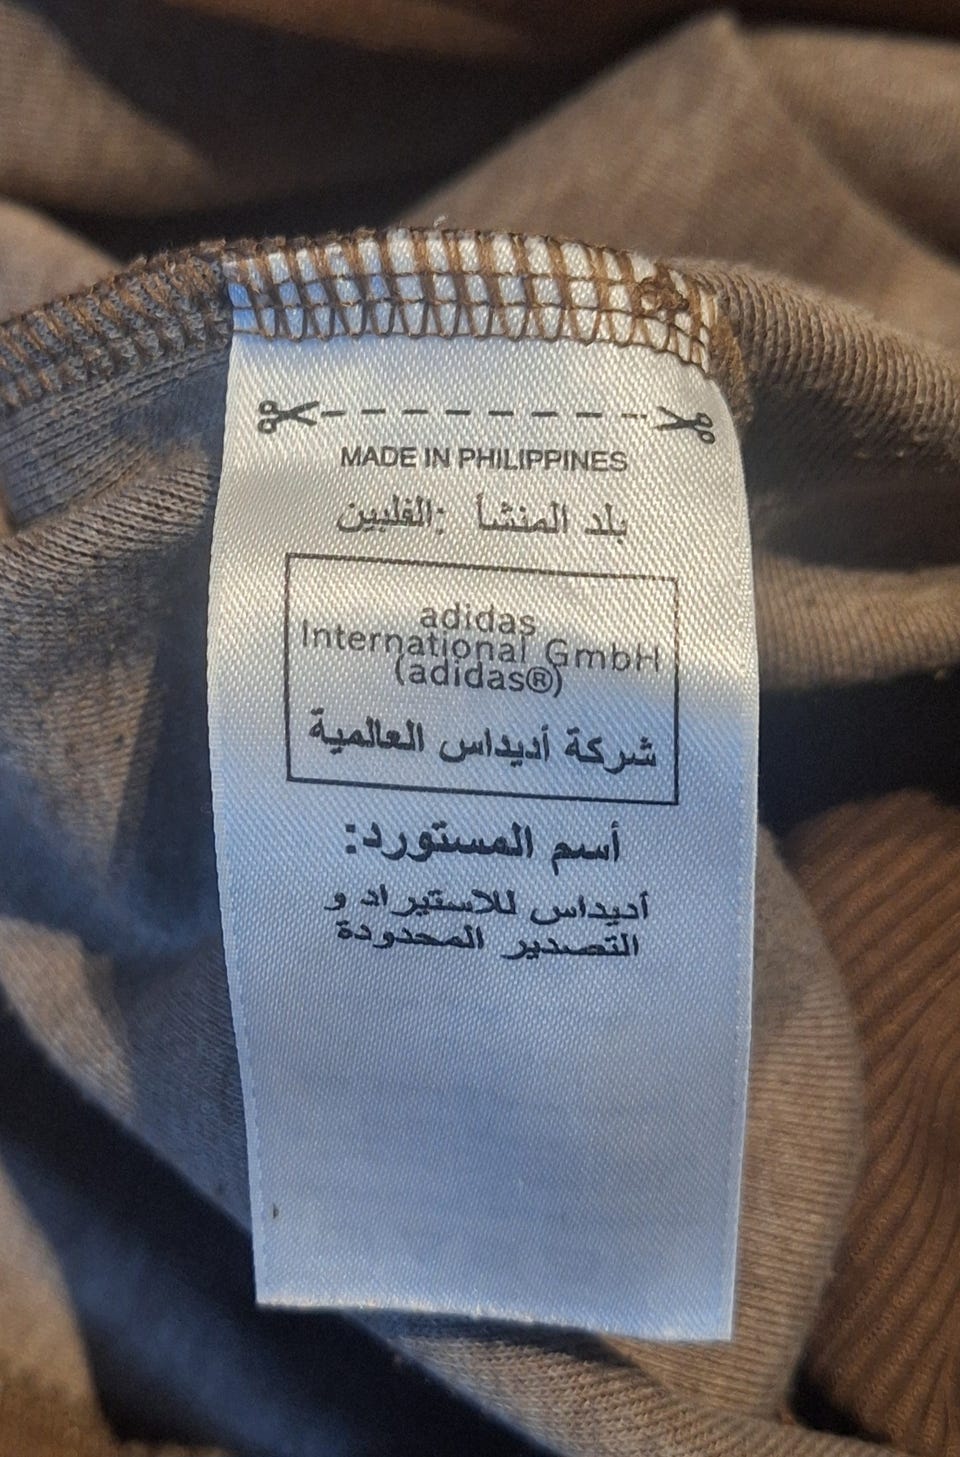 MADE IN PHILIPPINES
بلد المنشأ :الفلبين
adidas
International GmbH
(adidas®)
شركة أديداس العالمية
أسم المستورد:
أديداس للاستيراد و
التصدير المحدودة